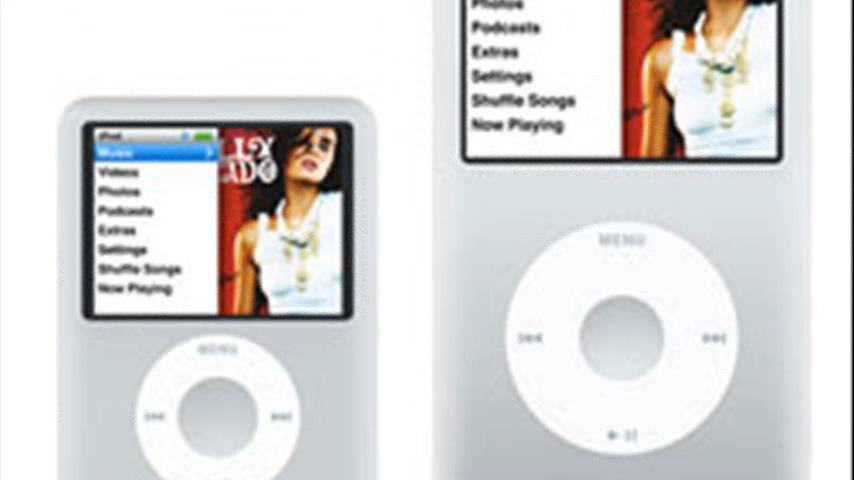 iPod
Music
Videos
Photos
Podcasts
Extras
Settings
Shuffle Songs
Now Playing
MENU
Photos
Podcasts
Extras
Settings
Shuffle Songs
Now Playing
MENU